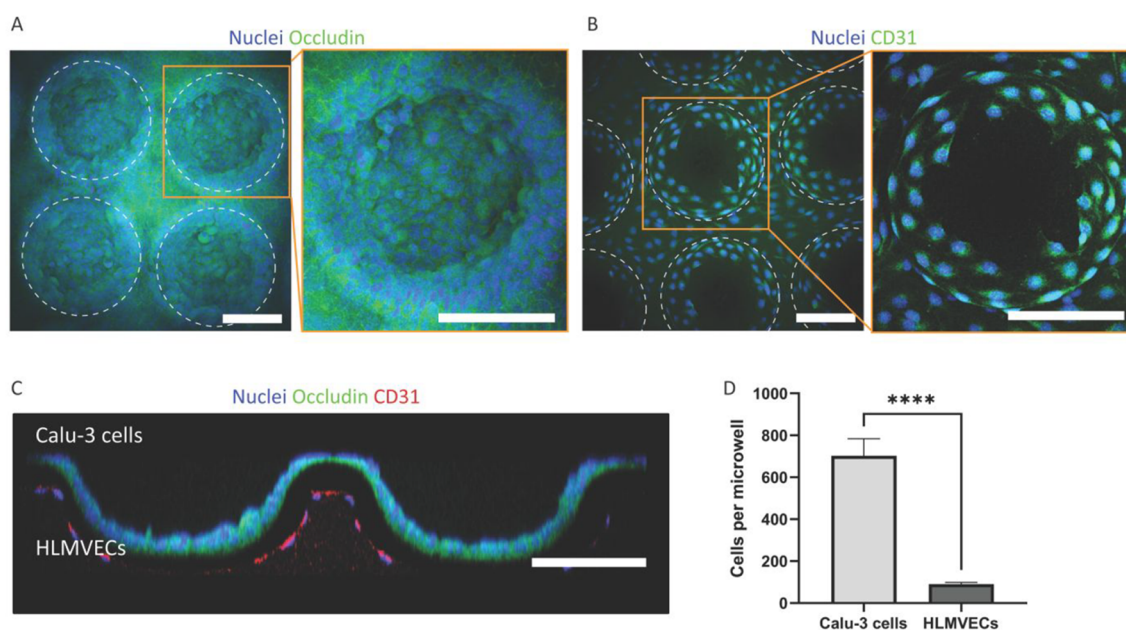 A
Nuclei Occludin
B
Nuclei CD31
C
Nuclei Occludin CD31
Calu-3 cells
HLMVECs
D
Cells per microwell
1000
800
600
400
200
0
****
Calu-3 cells HLMVECs